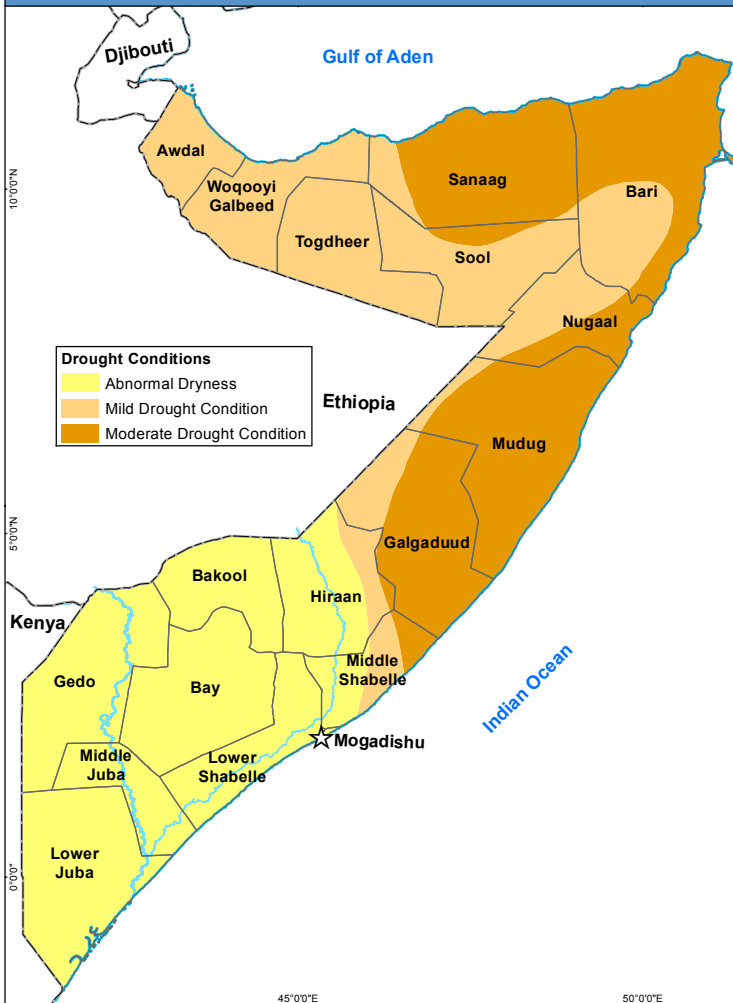 Djibouti
Gulf of Aden
Awdal
Sanaag
Bari
10°0'0"N
Woqooyi
Galbeed
Togdheer
Sool
Nugaal
Drought Conditions
Abnormal Dryness
Mild Drought Condition
Moderate Drought Condition
Ethiopia
Mudug
5°0'0"N
Galgaduud
Bakool
Hiraan
Kenya
Gedo
Bay
Middle
Shabelle
Indian Ocean
Mogadishu
Middle
Juba
Lower
Shabelle
Lower
Juba
0°0'0"
45°0'0"E
50°0'0"E